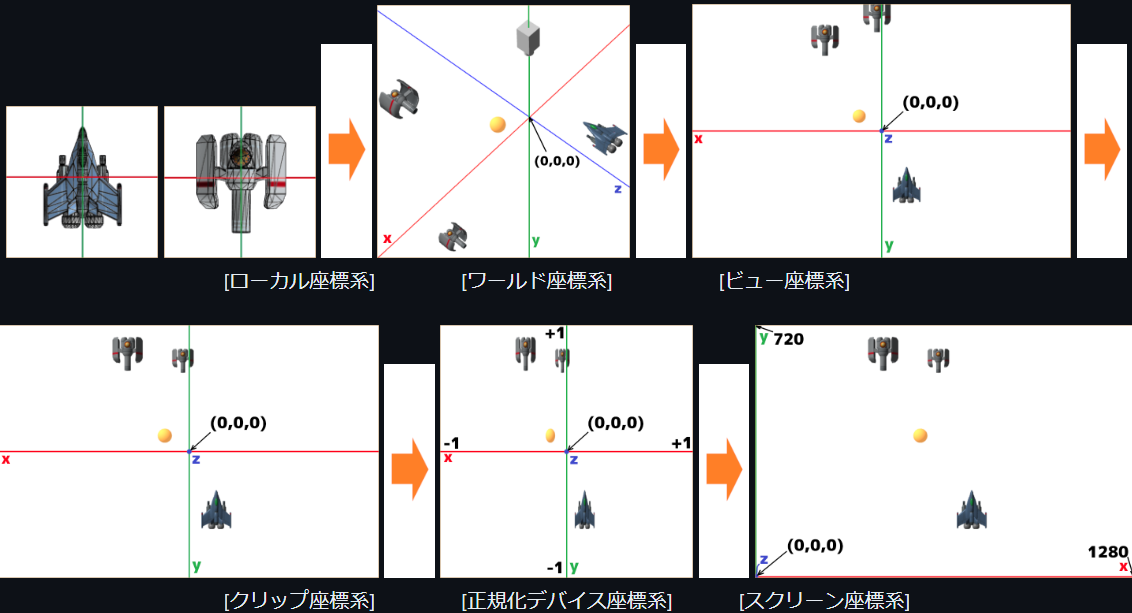 (0,0,0)
z
x
y
(0,0,0)
x
z
y
[ローカル座標系]
[ワールド座標系]
[ビュー座標系]
(0,0,0)
x
z
y
+1
(0,0,0)
-1
+1
x
z
-1
y
y
720
(0,0,0)
z
1280
x
[クリップ座標系]
[正規化デバイス座標系]
[スクリーン座標系]